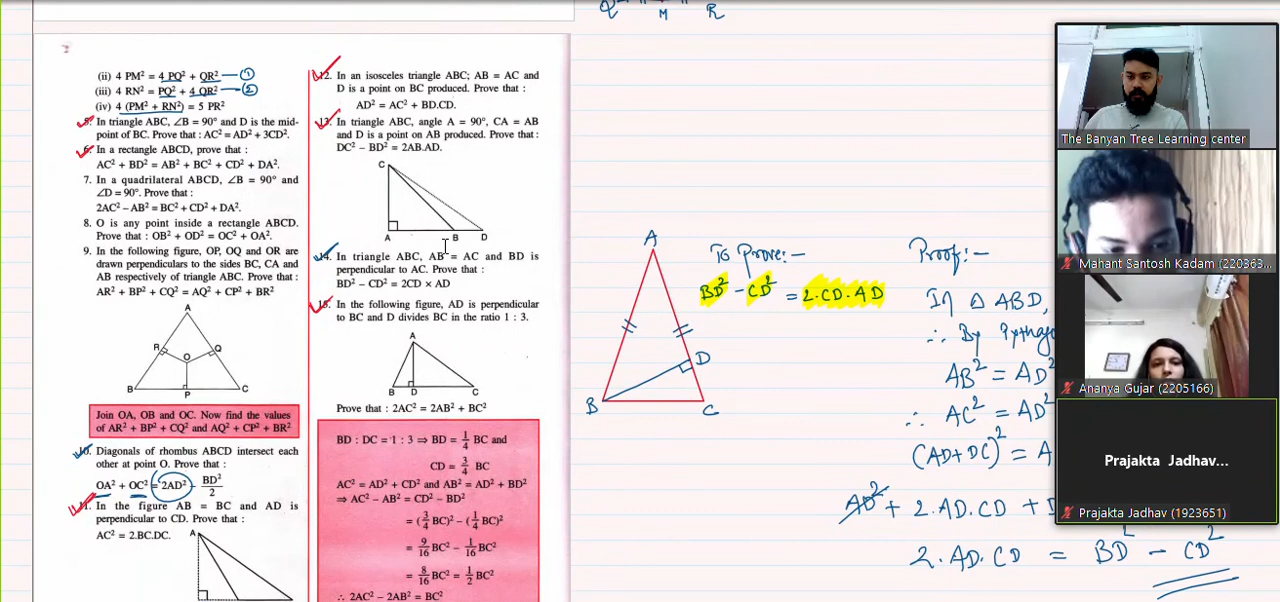 Q M R
(ii) 4 PM² = 4 PQ² + QR² — ①
(iii) 4 RN² = PQ² + 4 QR² — ②
(iv) 4 (PM² + RN²) = 5 PR²
5. In triangle ABC, ∠B = 90° and D is the mid-
point of BC. Prove that : AC² = AD² + 3CD².
6. In a rectangle ABCD, prove that :
AC² + BD² = AB² + BC² + CD² + DA².
7. In a quadrilateral ABCD, ∠B = 90° and
∠D = 90°. Prove that :
2AC² – AB² = BC² + CD² + DA².
8. O is any point inside a rectangle ABCD.
Prove that : OB² + OD² = OC² + OA².
9. In the following figure, OP, OQ and OR are
drawn perpendiculars to the sides BC, CA and
AB respectively of triangle ABC. Prove that :
AR² + BP² + CQ² = AQ² + CP² + BR²
A
R Q
O
B P C
Join OA, OB and OC. Now find the values
of AR² + BP² + CQ² and AQ² + CP² + BR²
10. Diagonals of rhombus ABCD intersect each
other at point O. Prove that :
OA² + OC² = 2AD² – BD²/2
11. In the figure AB = BC and AD is
perpendicular to CD. Prove that :
AC² = 2.BC.DC.
A
12. In an isosceles triangle ABC; AB = AC and
D is a point on BC produced. Prove that :
AD² = AC² + BD.CD.
13. In triangle ABC, angle A = 90°, CA = AB
and D is a point on AB produced. Prove that :
DC² – BD² = 2AB.AD.
C
A B D
14. In triangle ABC, AB = AC and BD is
perpendicular to AC. Prove that :
BD² – CD² = 2CD × AD
15. In the following figure, AD is perpendicular
to BC and D divides BC in the ratio 1 : 3.
A
B D C
Prove that : 2AC² = 2AB² + BC²
BD : DC = 1 : 3 ⇒ BD = 1/4 BC and
CD = 3/4 BC
AC² = AD² + CD² and AB² = AD² + BD²
⇒ AC² – AB² = CD² – BD²
= (3/4 BC)² – (1/4 BC)²
= 9/16 BC² – 1/16 BC²
= 8/16 BC² = 1/2 BC²
∴ 2AC² – 2AB² = BC²
A
B
C
D
To Prove:-
BD² - CD² = 2.CD.AD
Proof:-
In △ ABD,
∴ By
AB² = AD²
∴ AC² = AD²
(AD+DC)² = A
AD² + 2.AD.CD +
2.AD.CD = BD² - CD²
The Banyan Tree Learning center
Mahant Santosh Kadam (220363...
Ananya Gujar (2205166)
Prajakta Jadhav...
Prajakta Jadhav (1923651)